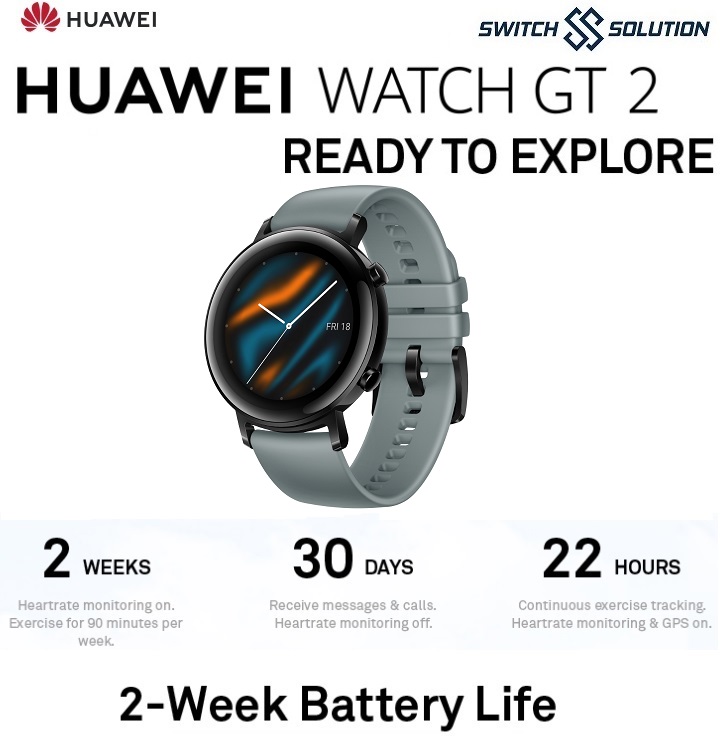 HUAWEI
SWITCH SOLUTION
HUAWEI WATCH GT 2
READY TO EXPLORE
FRI 18
2 WEEKS
Heartrate monitoring on.
Exercise for 90 minutes per
week.
30 DAYS
Receive messages & calls.
Heartrate monitoring off.
22 HOURS
Continuous exercise tracking.
Heartrate monitoring & GPS on.
2-Week Battery Life